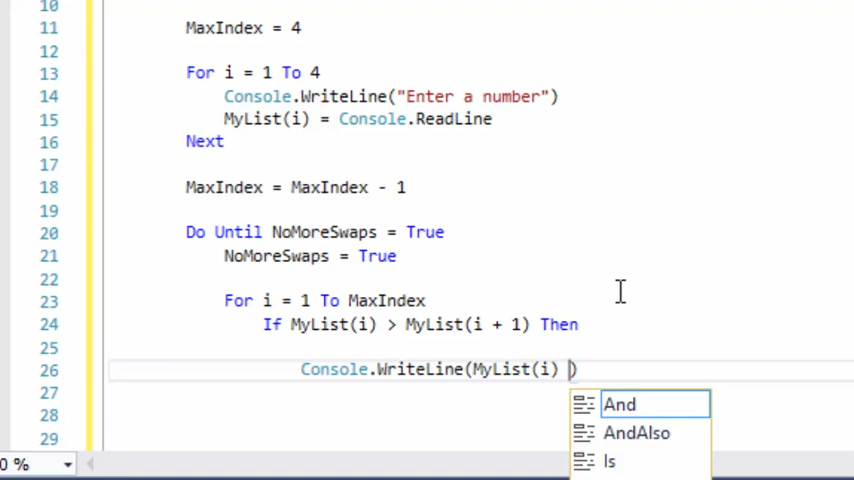 10
11 MaxIndex = 4
12
13 For i = 1 To 4
14 Console.WriteLine("Enter a number")
15 MyList(i) = Console.ReadLine
16 Next
17
18 MaxIndex = MaxIndex - 1
19
20 Do Until NoMoreSwaps = True
21 NoMoreSwaps = True
22
23 For i = 1 To MaxIndex
24 If MyList(i) > MyList(i + 1) Then
25
26 Console.WriteLine(MyList(i) )
27
And
28
AndAlso
29
Is
0 %